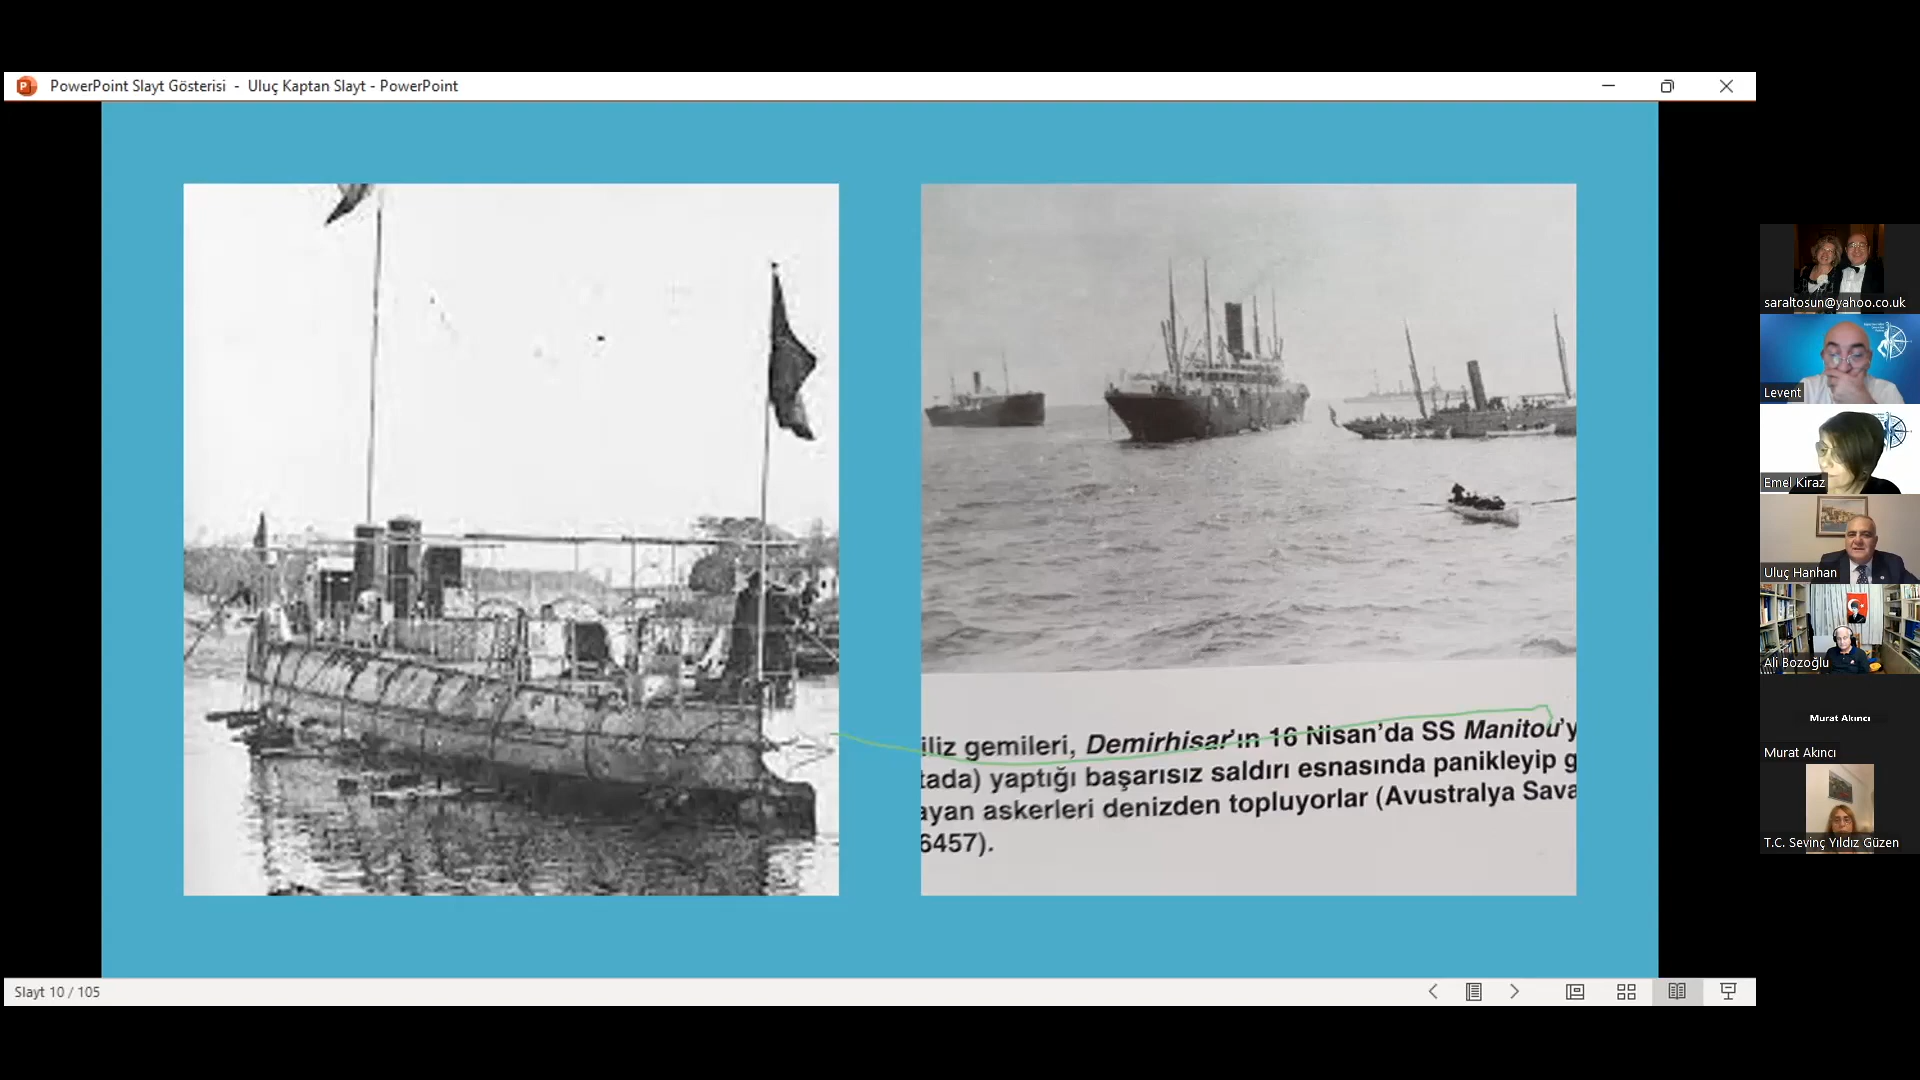 PowerPoint Slayt Gösterisi - Uluç Kaptan Slayt - PowerPoint
iliz gemileri, Demirhisar'ın 16 Nisan'da SS Manitou'y
tada) yaptığı başarısız saldırı esnasında panikleyip g
ayan askerleri denizden topluyorlar (Avustralya Sava
6457).
Slayt 10 / 105
saraltosun@yahoo.co.uk
Levent
Emel Kiraz
Uluç Hanhan
Ali Bozoğlu
Murat Akıncı
Murat Akıncı
T.C. Sevinç Yıldız Güzen